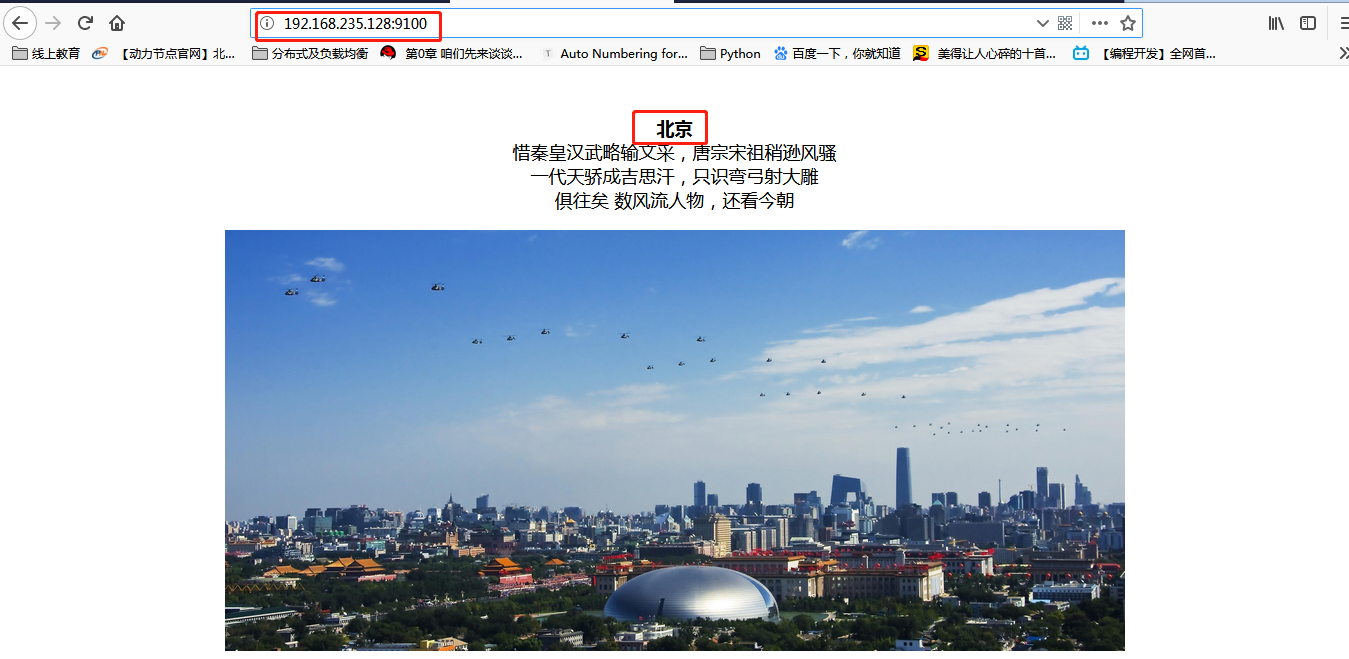 192.168.235.128:9100
线上教育 【动力节点官网】北... 分布式及负载均衡 第0章 咱们先来谈谈... T Auto Numbering for... Python 百度一下，你就知道 S 美得让人心碎的十首... 【编程开发】全网首...
北京
惜秦皇汉武略输文采，唐宗宋祖稍逊风骚
一代天骄成吉思汗，只识弯弓射大雕
俱往矣 数风流人物，还看今朝